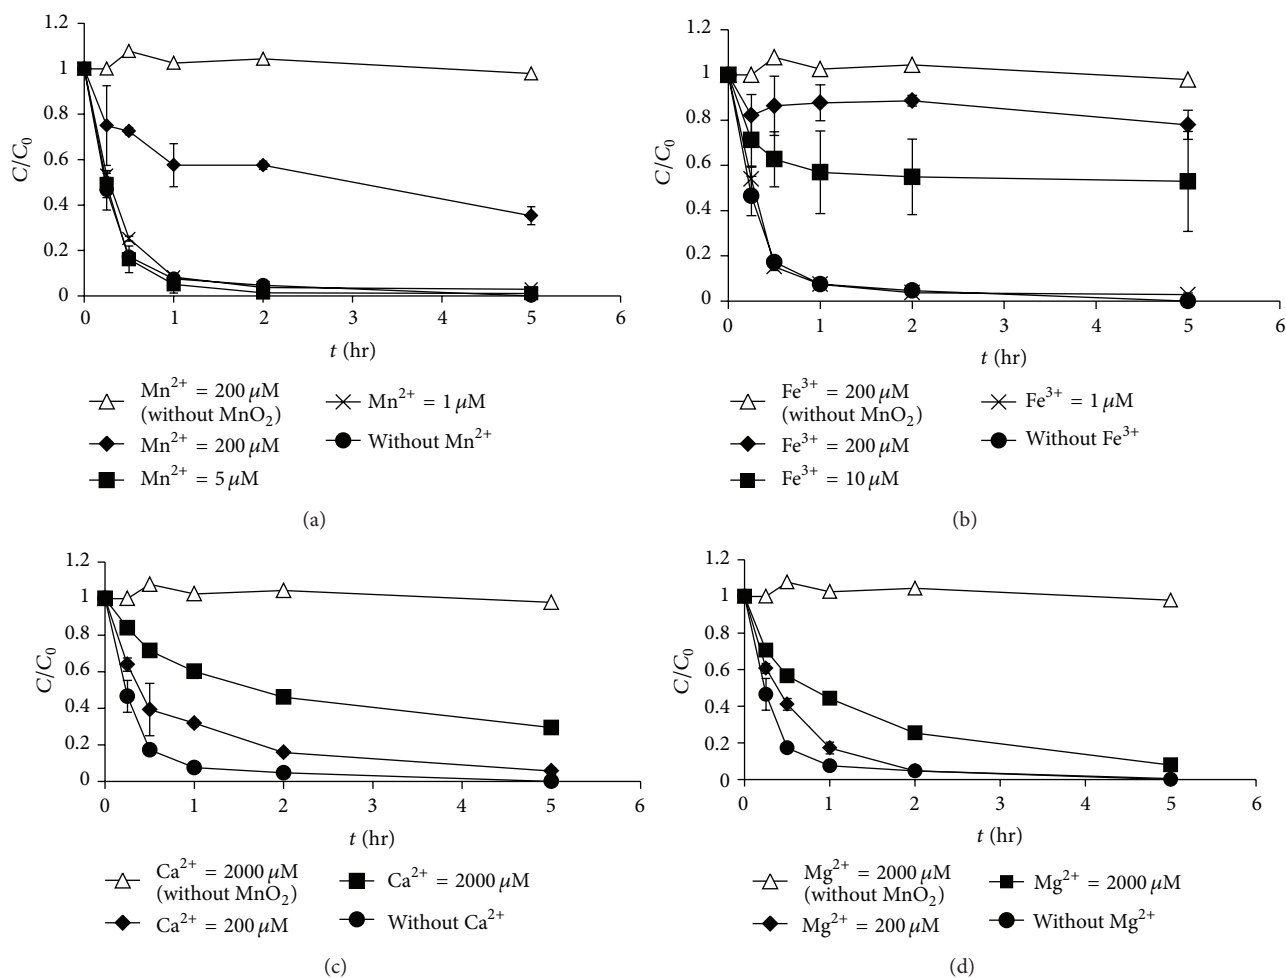 1.2
1
0.8
0.6
0.4
0.2
0
C/C₀
0 1 2 3 4 5 6
t (hr)
Mn²⁺ = 200 μM
(without MnO₂)
Mn²⁺ = 200 μM
Mn²⁺ = 5 μM
Mn²⁺ = 1 μM
Without Mn²⁺
(a)
1.2
1
0.8
0.6
0.4
0.2
0
C/C₀
0 1 2 3 4 5 6
t (hr)
Fe³⁺ = 200 μM
(without MnO₂)
Fe³⁺ = 200 μM
Fe³⁺ = 10 μM
Fe³⁺ = 1 μM
Without Fe³⁺
(b)
1.2
1
0.8
0.6
0.4
0.2
0
C/C₀
0 1 2 3 4 5 6
t (hr)
Ca²⁺ = 2000 μM
(without MnO₂)
Ca²⁺ = 200 μM
Ca²⁺ = 2000 μM
Without Ca²⁺
(c)
1.2
1
0.8
0.6
0.4
0.2
0
C/C₀
0 1 2 3 4 5 6
t (hr)
Mg²⁺ = 2000 μM
(without MnO₂)
Mg²⁺ = 200 μM
Mg²⁺ = 2000 μM
Without Mg²⁺
(d)